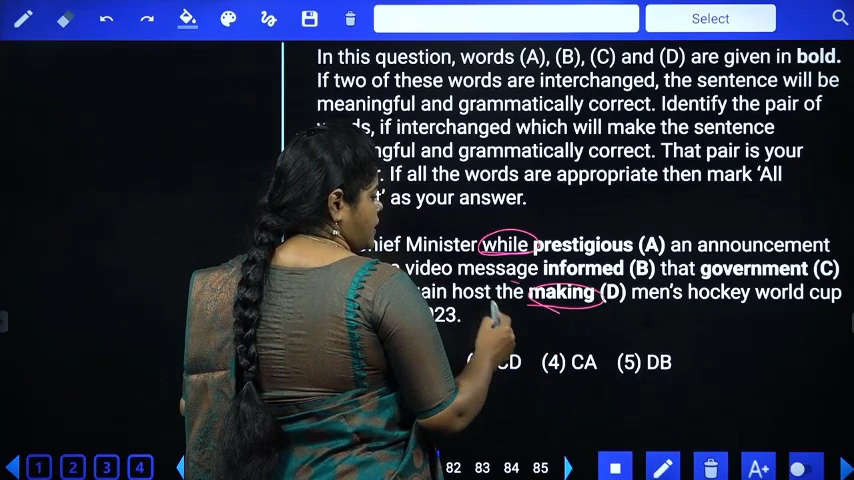 Select
In this question, words (A), (B), (C) and (D) are given in bold.
If two of these words are interchanged, the sentence will be
meaningful and grammatically correct. Identify the pair of
if interchanged which will make the sentence
and grammatically correct. That pair is your
If all the words are appropriate then mark ‘All
as your answer.
Minister while prestigious (A) an announcement
video message informed (B) that government (C)
host the making (D) men's hockey world cup
CD (4) CA (5) DB
1 2 3 4 82 83 84 85 A+